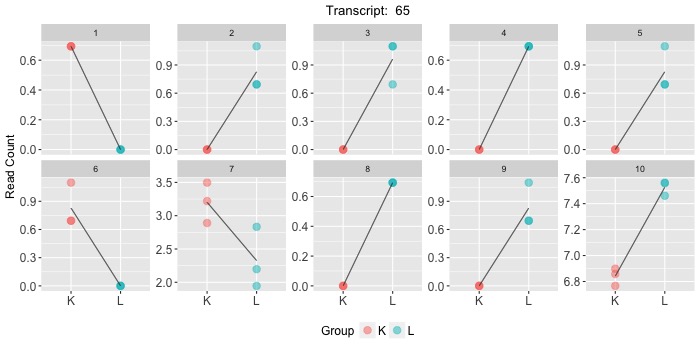 Transcript: 65
1 2 3 4 5
0.6 0.9 0.9 0.6 0.9
0.4 0.6 0.6 0.4 0.6
0.2 0.3 0.3 0.2 0.3
0.0 0.0 0.0 0.0 0.0
Read Count
6 7 8 9 10
0.9 3.5 0.6 0.9 7.6
0.6 3.0 0.4 0.6 7.4
0.3 2.5 0.2 0.3 7.2
0.0 2.0 0.0 0.0 7.0
6.8
K L K L K L K L K L
Group K L